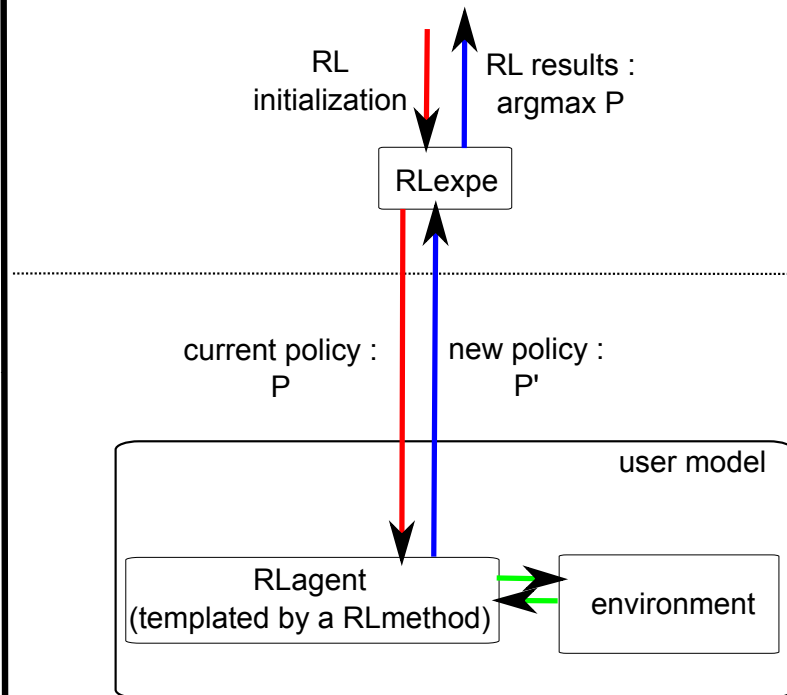 RL
initialization
RL results :
argmax P
RLexpe
current policy :
P
new policy :
P'
user model
RLagent
(templated by a RLmethod)
environment